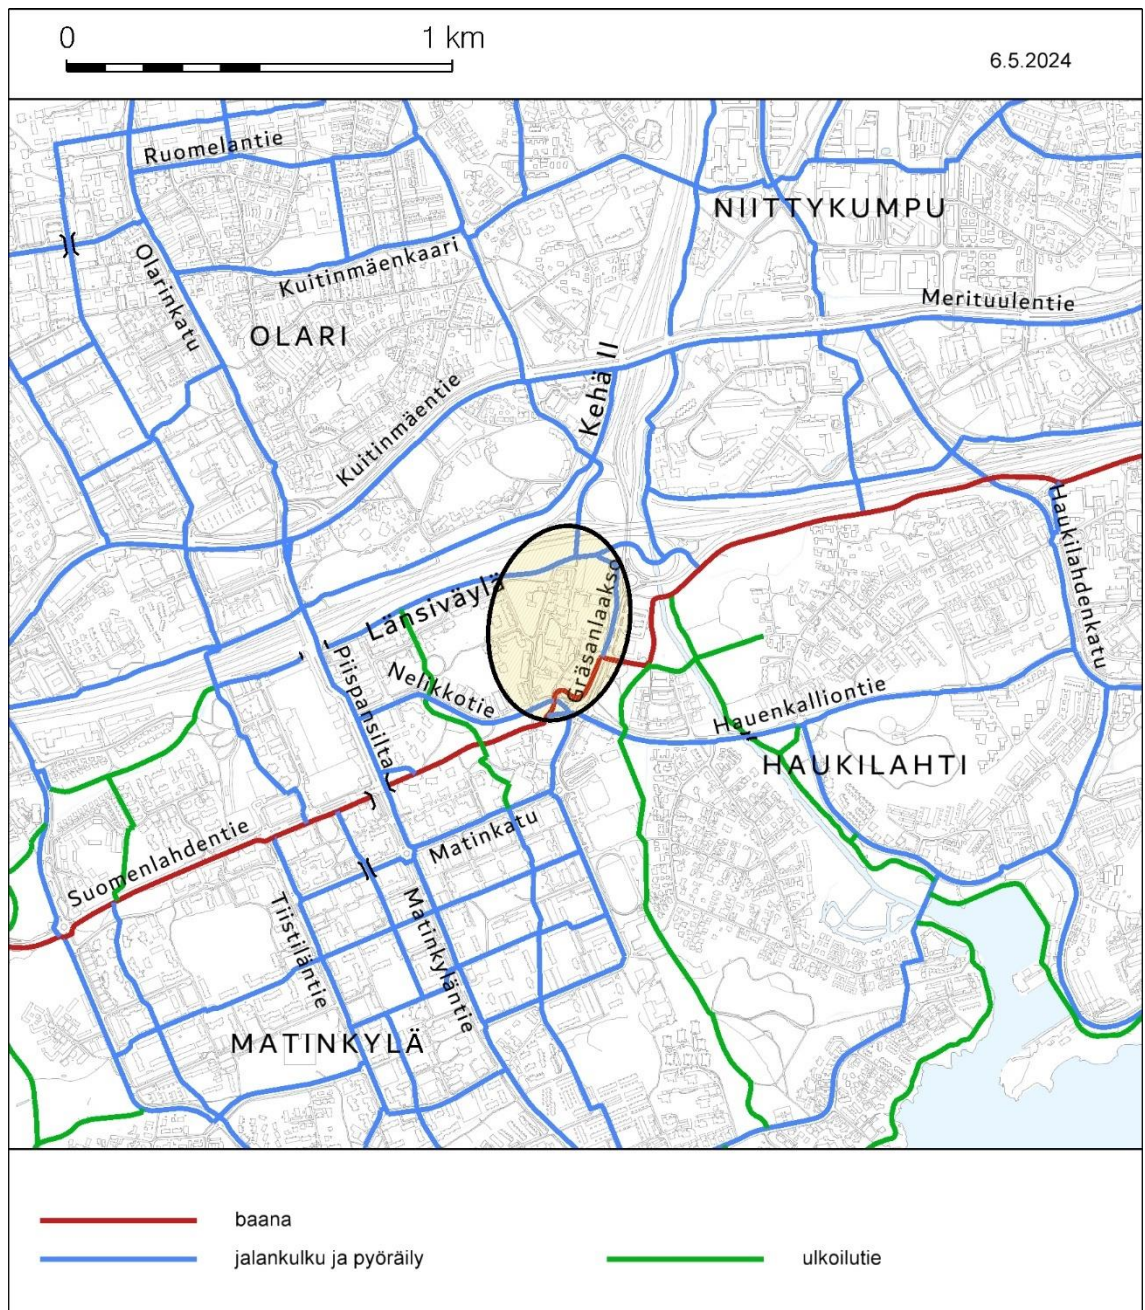 0 1 km
6.5.2024
Ruomelantie
NIITTYKUMPU
Olarinkatu
Kuitinmäenkaari
Merituulentie
OLARI
Kehä II
Kuitinmäentie
Haukilahdenkatu
Länsiväylä
Gräsanlaakso
Piispansilta
Nelikkotie
Hauenkalliontie
HAUKILAHTI
Matinkatu
Suomenlahdentie
Tiistiläntie
Matinkyläntie
MATINKYLÄ
baana
jalankulku ja pyöräily
ulkoilutie